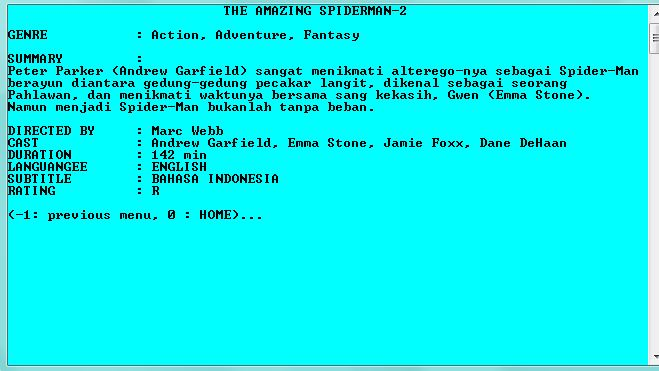 THE AMAZING SPIDERMAN-2
GENRE : Action, Adventure, Fantasy
SUMMARY :
Peter Parker (Andrew Garfield) sangat menikmati alterego-nya sebagai Spider-Man
berayun diantara gedung-gedung pecakar langit, dikenal sebagai seorang
Pahlawan, dan menikmati waktunya bersama sang kekasih, Gwen (Emma Stone).
Namun menjadi Spider-Man bukanlah tanpa beban.
DIRECTED BY : Marc Webb
CAST : Andrew Garfield, Emma Stone, Jamie Foxx, Dane DeHaan
DURATION : 142 min
LANGUANGEE : ENGLISH
SUBTITLE : BAHASA INDONESIA
RATING : R
(-1: previous menu, 0 : HOME)...